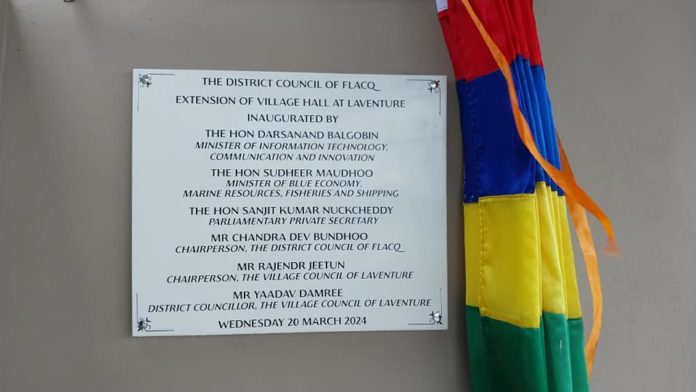 THE DISTRICT COUNCIL OF FLACQ
EXTENSION OF VILLAGE HALL AT LAVENTURE
INAUGURATED BY
THE HON DARSANAND BALGOBIN
MINISTER OF INFORMATION TECHNOLOGY,
COMMUNICATION AND INNOVATION
THE HON SUDHEER MAUDHOO
MINISTER OF BLUE ECONOMY,
MARINE RESOURCES, FISHERIES AND SHIPPING
THE HON SANJIT KUMAR NUCKCHEDDY
PARLIAMENTARY PRIVATE SECRETARY
MR CHANDRA DEV BUNDHOO
CHAIRPERSON, THE DISTRICT COUNCIL OF FLACQ
MR RAJENDR JEETUN
CHAIRPERSON, THE VILLAGE COUNCIL OF LAVENTURE
MR YAADAV DAMREE
DISTRICT COUNCILLOR, THE VILLAGE COUNCIL OF LAVENTURE
WEDNESDAY 20 MARCH 2024